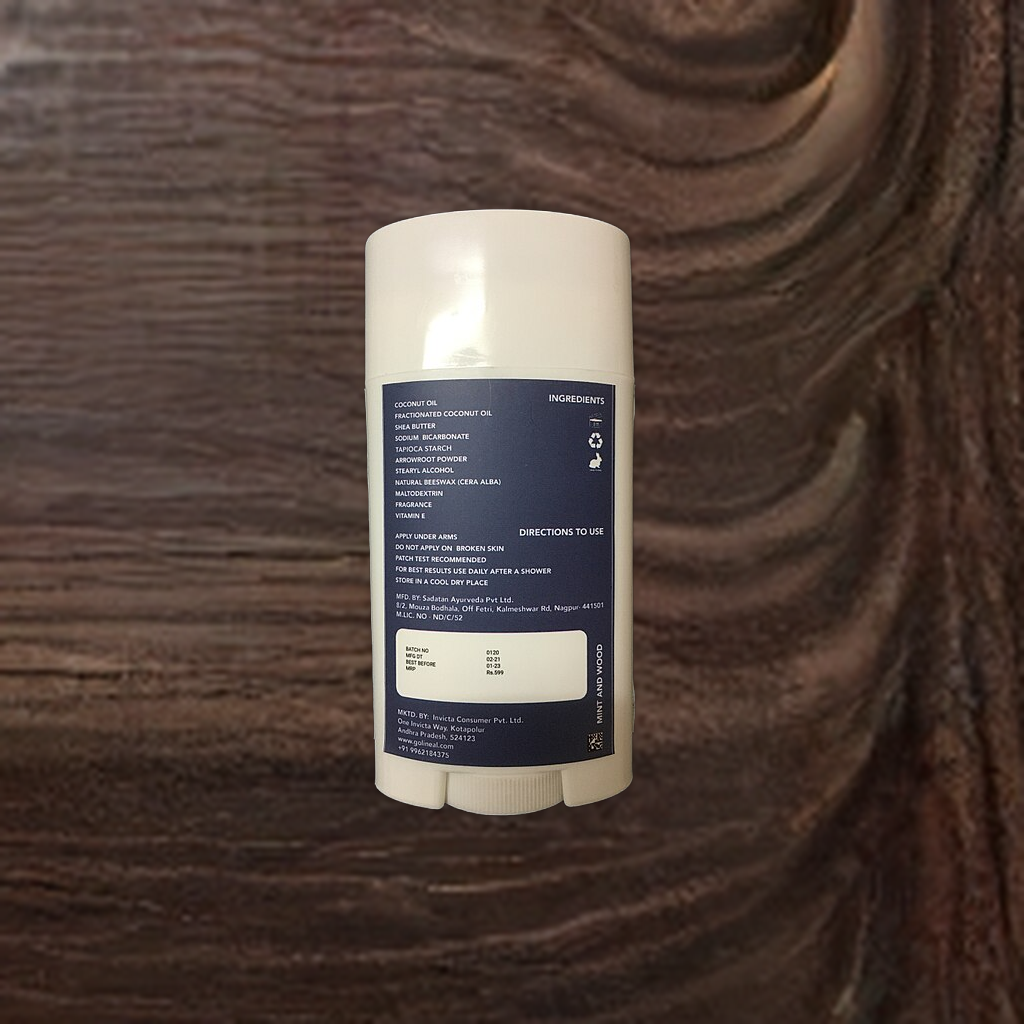 INGREDIENTS
COCONUT OIL
FRACTIONATED COCONUT OIL
SHEA BUTTER
SODIUM BICARBONATE
TAPIOCA STARCH
ARROWROOT POWDER
STEARYL ALCOHOL
NATURAL BEESWAX (CERA ALBA)
MALTODEXTRIN
FRAGRANCE
VITAMIN E
DIRECTIONS TO USE
APPLY UNDER ARMS
DO NOT APPLY ON BROKEN SKIN
PATCH TEST RECOMMENDED
FOR BEST RESULTS USE DAILY AFTER A SHOWER
STORE IN A COOL DRY PLACE
MFD. BY: Sadatan Ayurveda Pvt Ltd.
8/2, Mouza Bodhala, Off Fetri, Kalmeshwar Rd, Nagpur- 441501
M.LIC. NO - ND/C/52
BATCH NO 0120
MFG DT 02-21
BEST BEFORE 01-23
MRP Rs.599
MINT AND WOOD
MKTD. BY: Invicta Consumer Pvt. Ltd.
One Invicta Way, Kotapolur
Andhra Pradesh, 524123
www.golineal.com
+91 9962184375